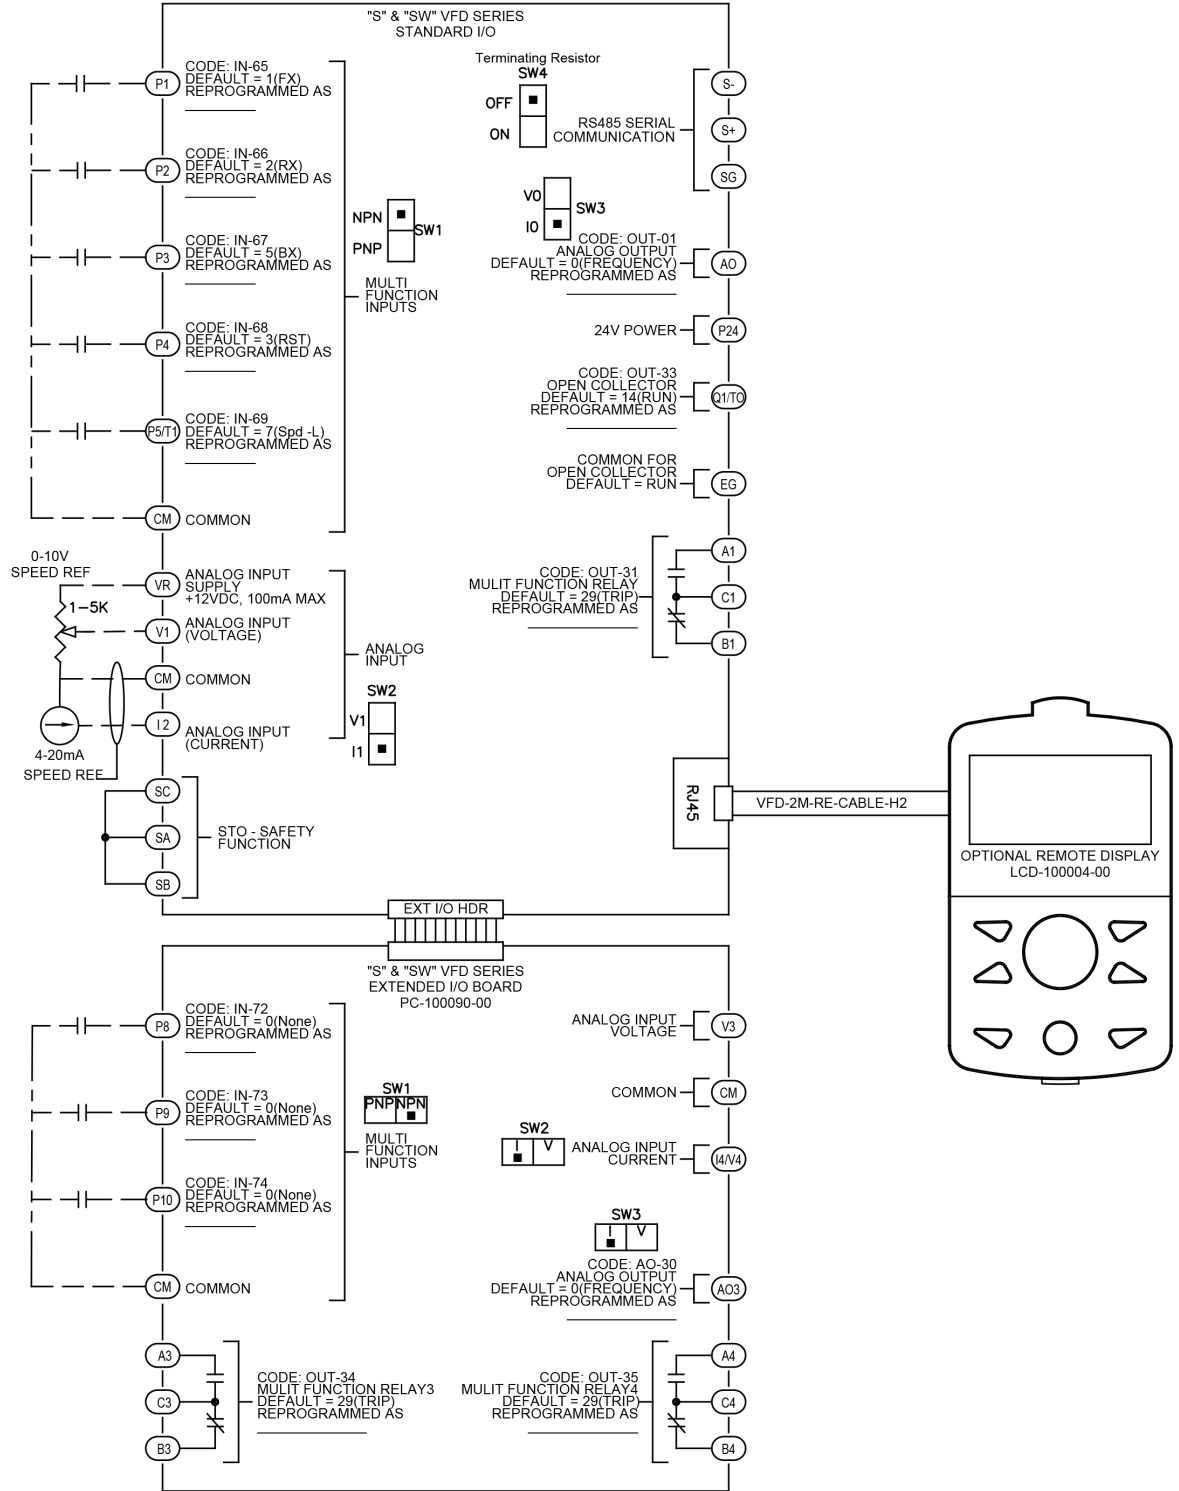 "S" & "SW" VFD SERIES
STANDARD I/O
P1
CODE: IN-65
DEFAULT = 1(FX)
REPROGRAMMED AS
P2
CODE: IN-66
DEFAULT = 2(RX)
REPROGRAMMED AS
P3
CODE: IN-67
DEFAULT = 5(BX)
REPROGRAMMED AS
P4
CODE: IN-68
DEFAULT = 3(RST)
REPROGRAMMED AS
P5/T1
CODE: IN-69
DEFAULT = 7(Spd -L)
REPROGRAMMED AS
CM
COMMON
NPN
PNP
SW1
MULTI
FUNCTION
INPUTS
0-10V
SPEED REF
1-5K
VR
ANALOG INPUT
SUPPLY
+12VDC, 100mA MAX
V1
ANALOG INPUT
(VOLTAGE)
CM
COMMON
I2
ANALOG INPUT
(CURRENT)
4-20mA
SPEED REF
ANALOG
INPUT
SW2
V1
I1
SC
SA
SB
STO - SAFETY
FUNCTION
Terminating Resistor
SW4
OFF
ON
RS485 SERIAL
COMMUNICATION
S-
S+
SG
VO
IO
SW3
CODE: OUT-01
ANALOG OUTPUT
DEFAULT = 0(FREQUENCY)
REPROGRAMMED AS
AO
24V POWER
P24
CODE: OUT-33
OPEN COLLECTOR
DEFAULT = 14(RUN)
REPROGRAMMED AS
Q1/TO
COMMON FOR
OPEN COLLECTOR
DEFAULT = RUN
EG
CODE: OUT-31
MULIT FUNCTION RELAY
DEFAULT = 29(TRIP)
REPROGRAMMED AS
A1
C1
B1
RJ45
VFD-2M-RE-CABLE-H2
OPTIONAL REMOTE DISPLAY
LCD-100004-00
EXT I/O HDR
"S" & "SW" VFD SERIES
EXTENDED I/O BOARD
PC-100090-00
P8
CODE: IN-72
DEFAULT = 0(None)
REPROGRAMMED AS
P9
CODE: IN-73
DEFAULT = 0(None)
REPROGRAMMED AS
P10
CODE: IN-74
DEFAULT = 0(None)
REPROGRAMMED AS
CM
COMMON
SW1
PNP NPN
MULTI
FUNCTION
INPUTS
ANALOG INPUT
VOLTAGE
V3
COMMON
CM
SW2
I V
ANALOG INPUT
CURRENT
I4/V4
SW3
I V
CODE: AO-30
ANALOG OUTPUT
DEFAULT = 0(FREQUENCY)
REPROGRAMMED AS
AO3
A3
C3
B3
CODE: OUT-34
MULIT FUNCTION RELAY3
DEFAULT = 29(TRIP)
REPROGRAMMED AS
CODE: OUT-35
MULIT FUNCTION RELAY4
DEFAULT = 29(TRIP)
REPROGRAMMED AS
A4
C4
B4